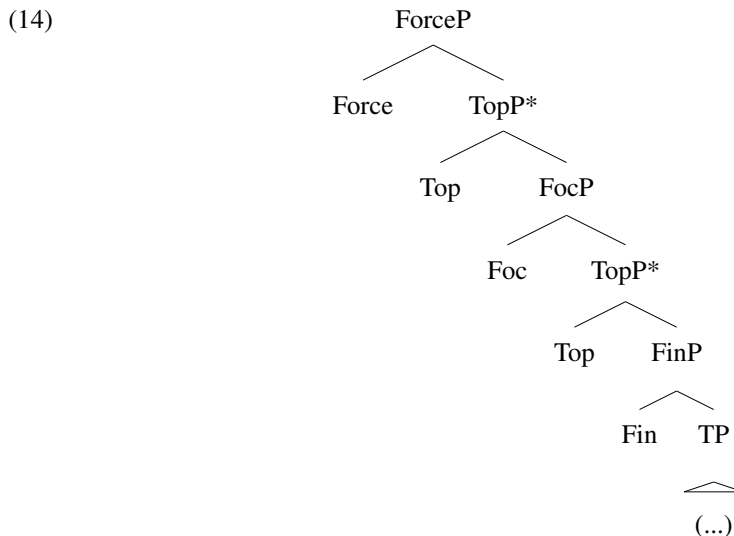 (14) ForceP
Force TopP*
Top FocP
Foc TopP*
Top FinP
Fin TP
(...)